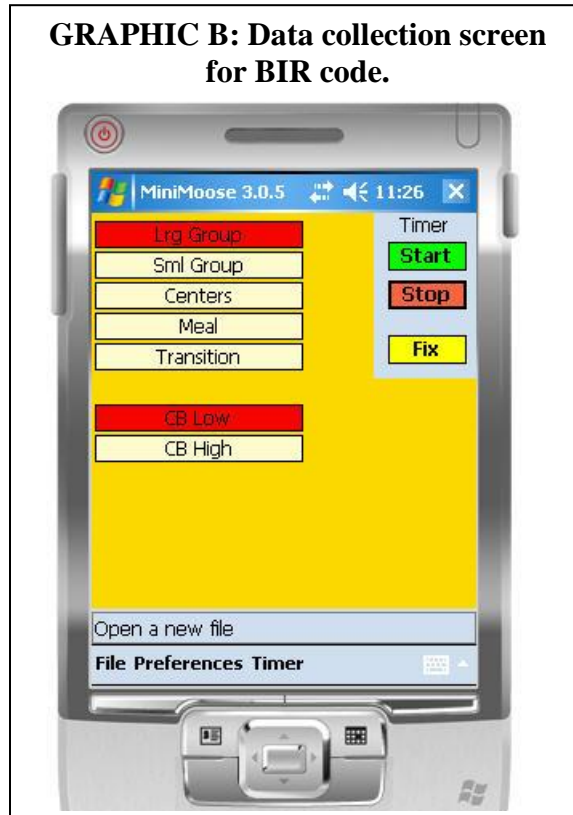 GRAPHIC B: Data collection screen
for BIR code.
MiniMoose 3.0.5 11:26
Lrg Group
Sml Group
Centers
Meal
Transition
Timer
Start
Stop
Fix
CB Low
CB High
Open a new file
File Preferences Timer